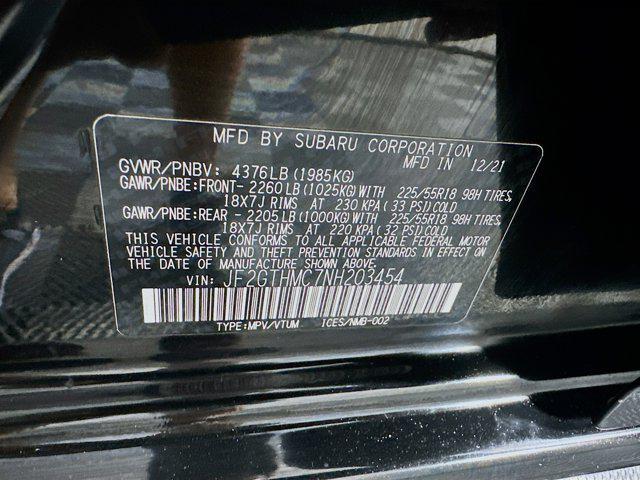 MFD BY SUBARU CORPORATION
GVWR/PNBV: 4376LB(1985KG) MFD IN 12/21
GAWR/PNBE:FRONT- 2260LB(1025KG)WITH 225/55R18 98H TIRES,
18X7J RIMS AT 230 KPA(33 PSI)COLD
GAWR/PNBE:REAR - 2205LB(1000KG)WITH 225/55R18 98H TIRES,
18X7J RIMS AT 220 KPA(32 PSI)COLD
THIS VEHICLE CONFORMS TO ALL APPLICABLE FEDERAL MOTOR
VEHICLE SAFETY AND THEFT PREVENTION STANDARDS IN EFFECT ON
THE DATE OF MANUFACTURE SHOWN ABOVE.
VIN: JF2GTHMC7NH203454
TYPE:MPV/VTUM ICES/NMB-002